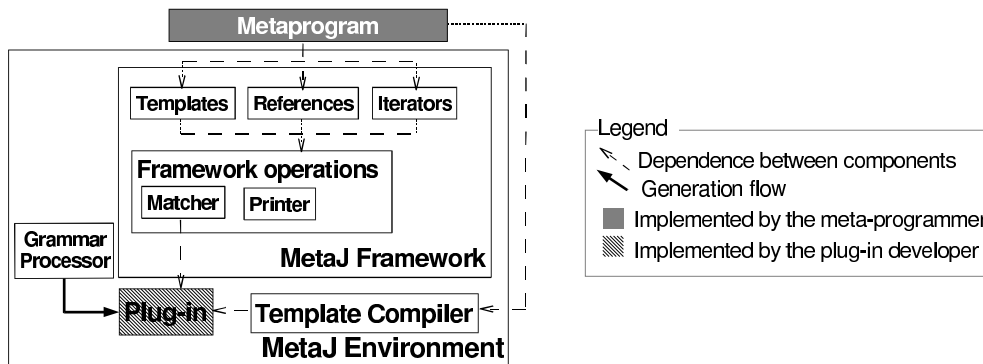 Metaprogram
Templates
References
Iterators
Framework operations
Matcher
Printer
Grammar
Processor
MetaJ Framework
Plug-in
Template Compiler
MetaJ Environment
Legend
Dependence between components
Generation flow
Implemented by the meta-programmer
Implemented by the plug-in developer